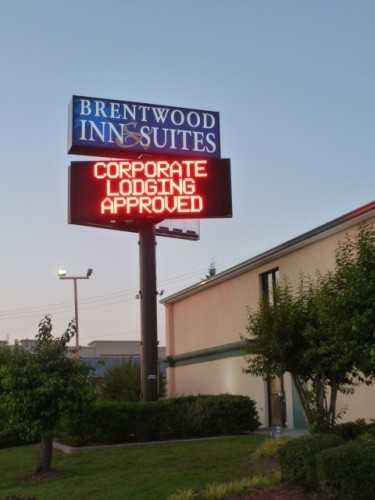 BRENTWOOD
INN & SUITES
CORPORATE
LODGING
APPROVED